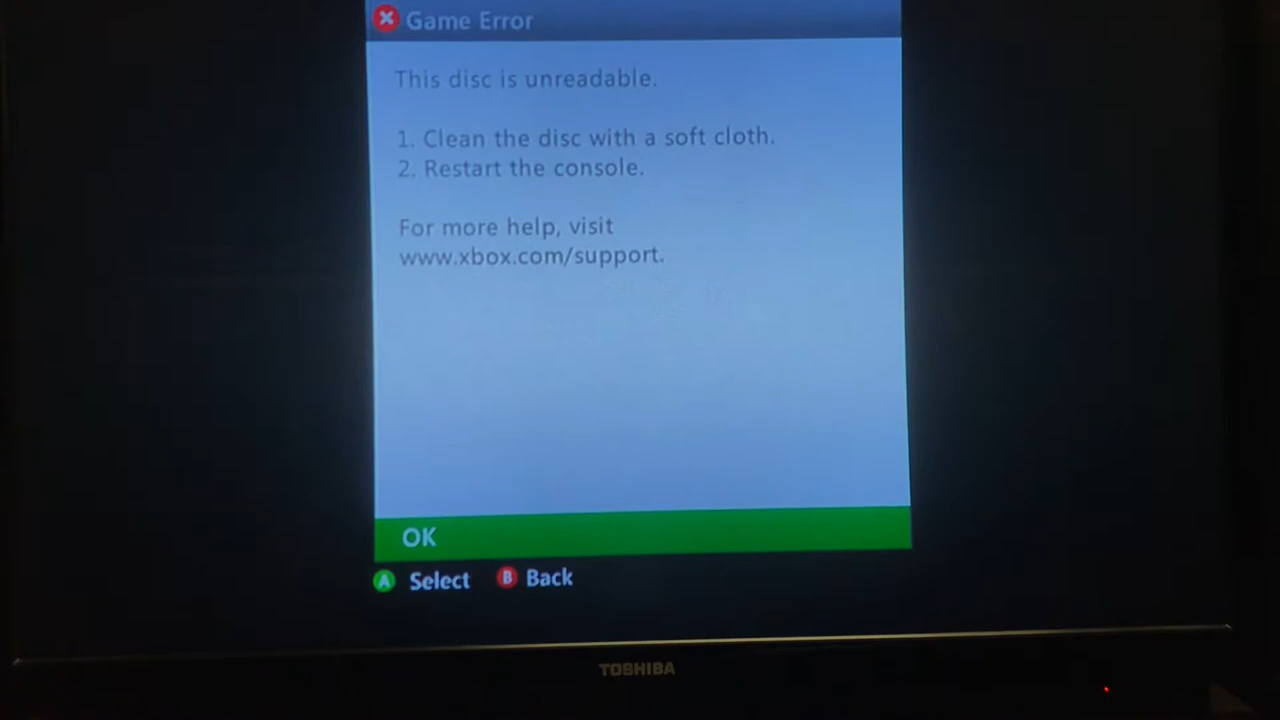 Game Error
This disc is unreadable.
1. Clean the disc with a soft cloth.
2. Restart the console.
For more help, visit
www.xbox.com/support.
OK
A Select B Back
TOSHIBA